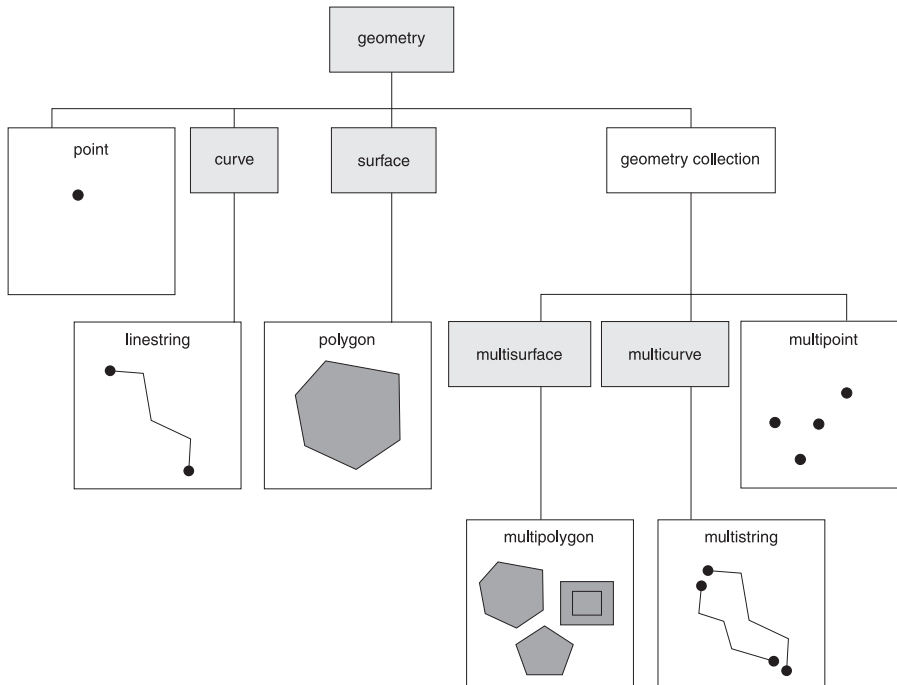 geometry
point
curve
surface
geometry collection
linestring
polygon
multisurface
multicurve
multipoint
multipolygon
multistring